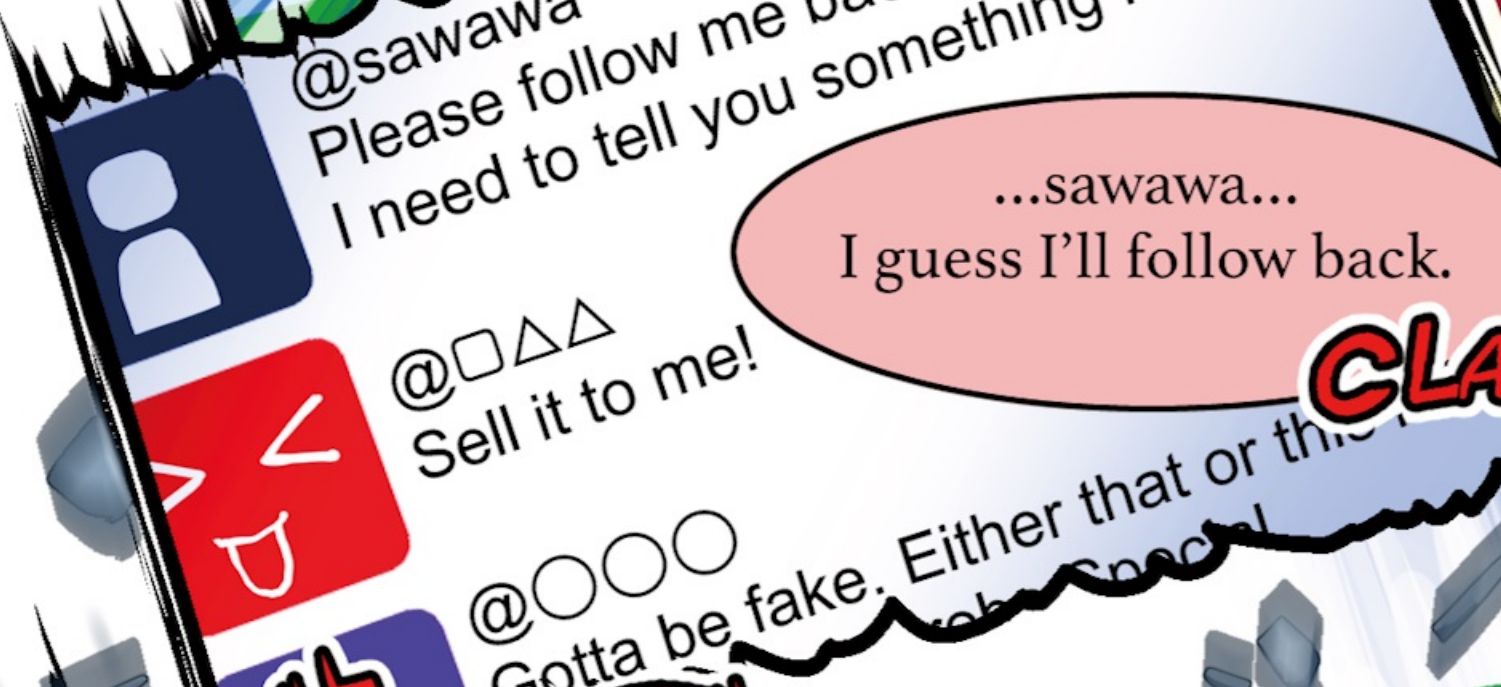 @sawawa
Please follow me
I need to tell you something
...sawawa...
I guess I'll follow back.
@□△△
Sell it to me!
@○○○
Gotta be fake. Either that or this